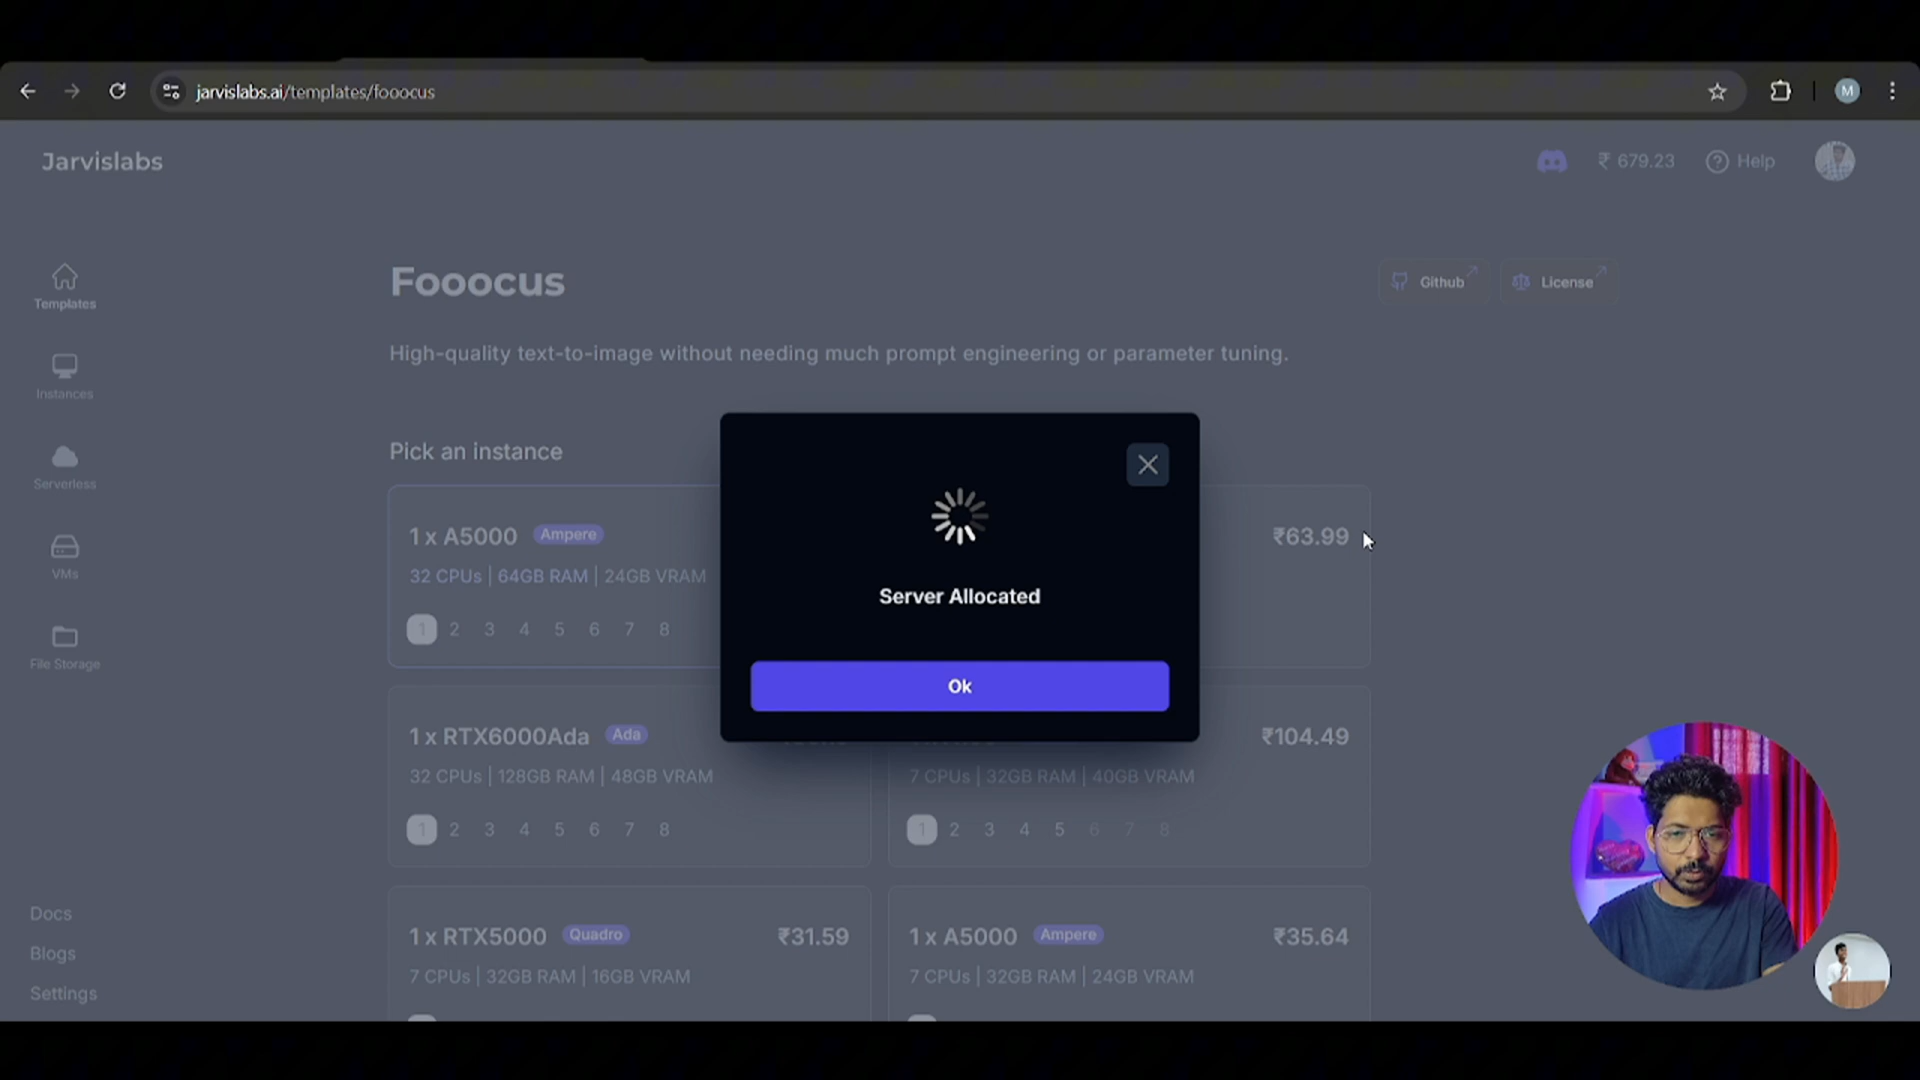 jarvislabs.ai/templates/fooocus
M
Jarvislabs
₹ 679.23
Help
Templates
Instances
Serverless
VMs
File Storage
Docs
Blogs
Settings
Fooocus
Github
License
High-quality text-to-image without needing much prompt engineering or parameter tuning.
Pick an instance
1 x A5000 Ampere
32 CPUs | 64GB RAM | 24GB VRAM
1 2 3 4 5 6 7 8
₹63.99
Server Allocated
Ok
1 x RTX6000Ada Ada
32 CPUs | 128GB RAM | 48GB VRAM
1 2 3 4 5 6 7 8
₹104.49
7 CPUs | 32GB RAM | 40GB VRAM
1 2 3 4 5 6 7 8
1 x RTX5000 Quadro ₹31.59
7 CPUs | 32GB RAM | 16GB VRAM
1 x A5000 Ampere ₹35.64
7 CPUs | 32GB RAM | 24GB VRAM